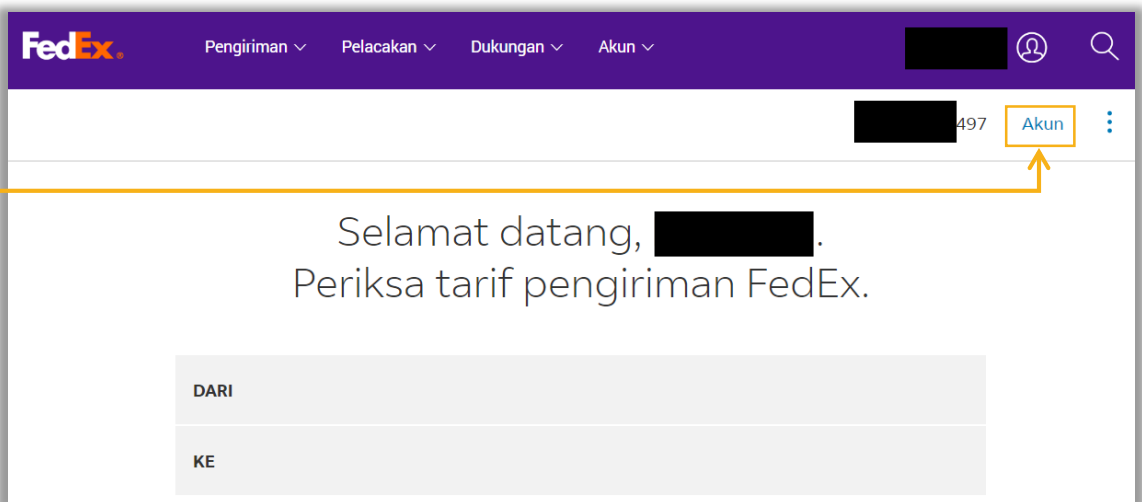 FedEx® Pengiriman Pelacakan Dukungan Akun
497 Akun
Selamat datang, .
Periksa tarif pengiriman FedEx.
DARI
KE